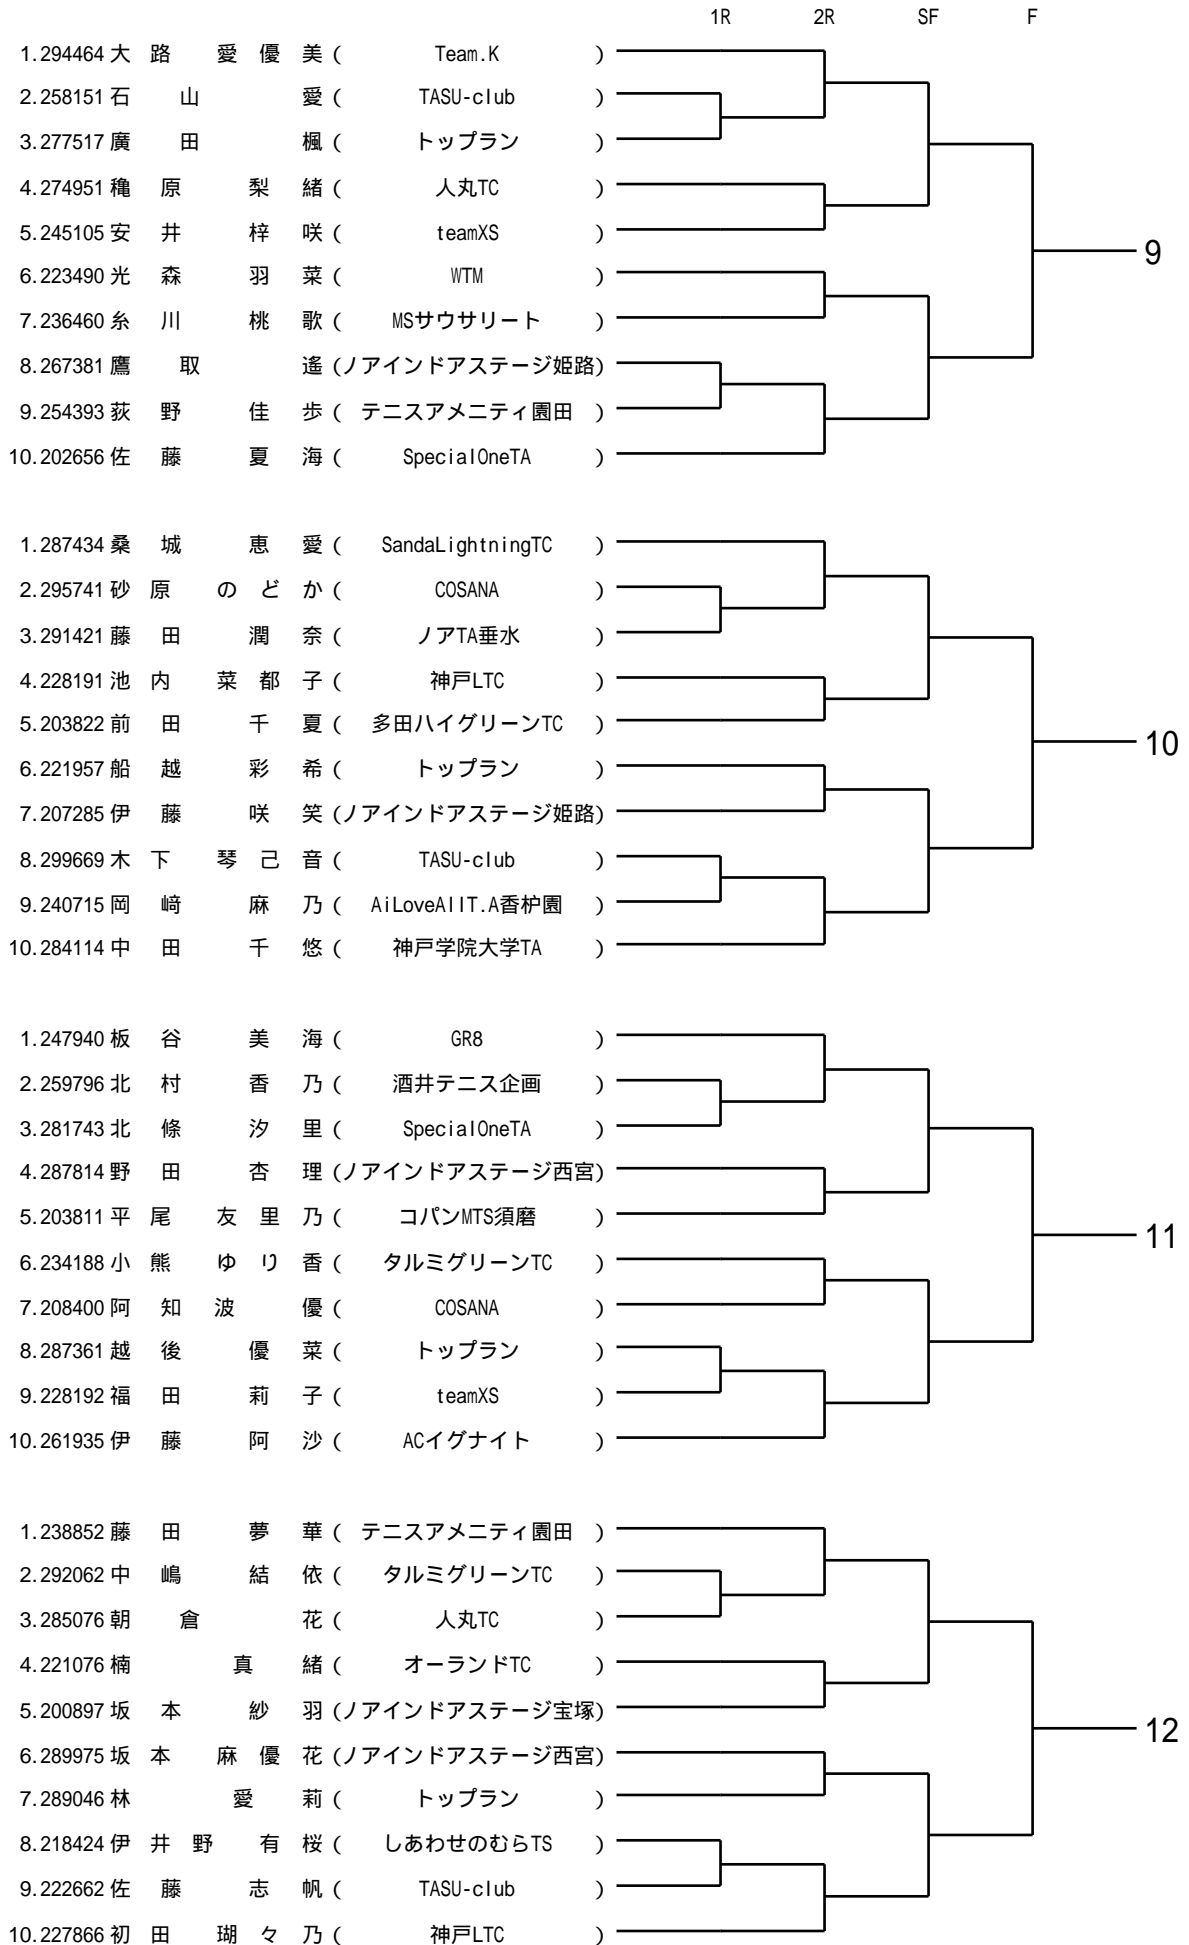 1R 2R SF F
1.294464 大路 愛優美 ( Team.K )
2.258151 石山 愛 ( TASU-club )
3.277517 廣田 楓 ( トップラン )
4.274951 穐原 梨緒 ( 人丸TC )
5.245105 安井 梓咲 ( teamXS )
9
6.223490 光森 羽菜 ( WTM )
7.236460 糸川 桃歌 ( MSサウサリート )
8.267381 鷹取 遙 (ノアインドアステージ姫路)
9.254393 荻野 佳歩 ( テニスアメニティ園田 )
10.202656 佐藤 夏海 ( SpecialOneTA )
1.287434 桑城 恵愛 ( SandaLightningTC )
2.295741 砂原 のどか ( COSANA )
3.291421 藤田 潤奈 ( ノアTA垂水 )
4.228191 池内 菜都子 ( 神戸LTC )
5.203822 前田 千夏 ( 多田ハイグリーンTC )
10
6.221957 船越 彩希 ( トップラン )
7.207285 伊藤 咲笑 (ノアインドアステージ姫路)
8.299669 木下 琴己音 ( TASU-club )
9.240715 岡﨑 麻乃 ( AiLoveAllT.A香枦園 )
10.284114 中田 千悠 ( 神戸学院大学TA )
1.247940 板谷 美海 ( GR8 )
2.259796 北村 香乃 ( 酒井テニス企画 )
3.281743 北條 汐里 ( SpecialOneTA )
4.287814 野田 杏理 (ノアインドアステージ西宮)
5.203811 平尾 友里乃 ( コパンMTS須磨 )
11
6.234188 小熊 ゆり香 ( タルミグリーンTC )
7.208400 阿知波 優 ( COSANA )
8.287361 越後 優菜 ( トップラン )
9.228192 福田 莉子 ( teamXS )
10.261935 伊藤 阿沙 ( ACイグナイト )
1.238852 藤田 夢華 ( テニスアメニティ園田 )
2.292062 中嶋 結依 ( タルミグリーンTC )
3.285076 朝倉 花 ( 人丸TC )
4.221076 楠 真緒 ( オーランドTC )
5.200897 坂本 紗羽 (ノアインドアステージ宝塚)
12
6.289975 坂本 麻優花 (ノアインドアステージ西宮)
7.289046 林 愛莉 ( トップラン )
8.218424 伊井野 有桜 ( しあわせのむらTS )
9.222662 佐藤 志帆 ( TASU-club )
10.227866 初田 瑚々乃 ( 神戸LTC )